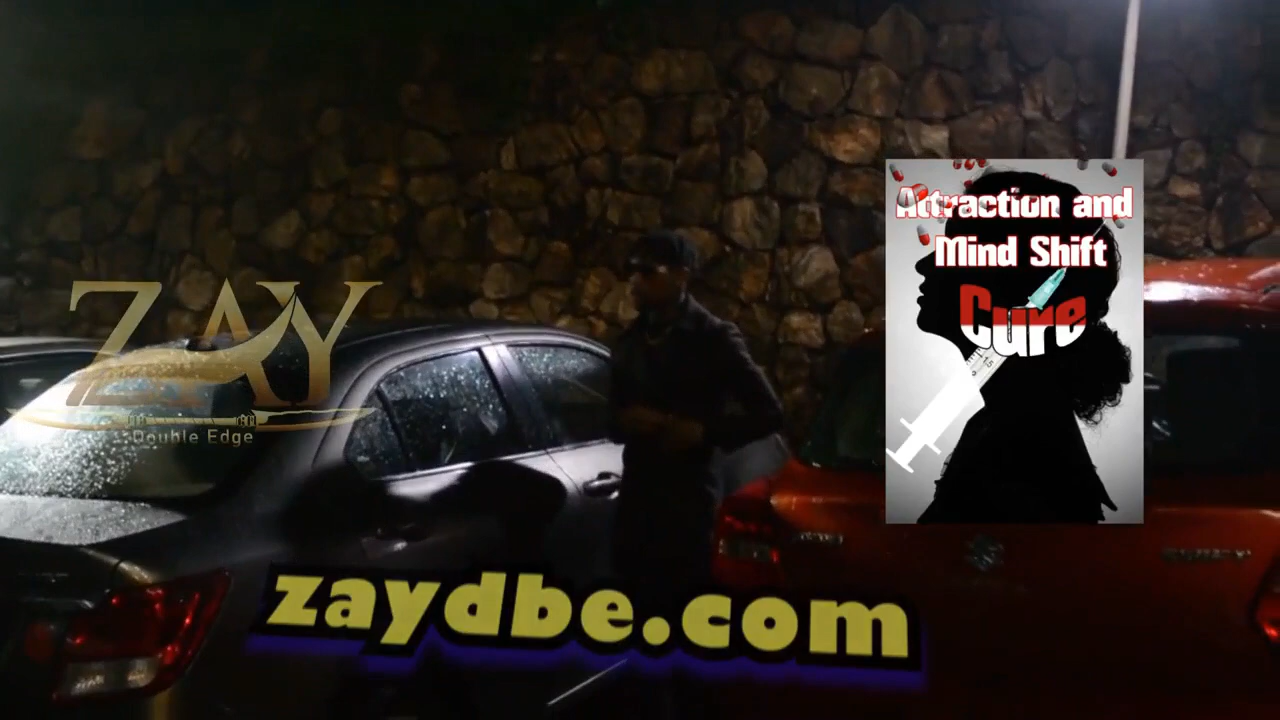 ZAY
Double Edge
Attraction and
Mind Shift
Cure
zaydbe.com